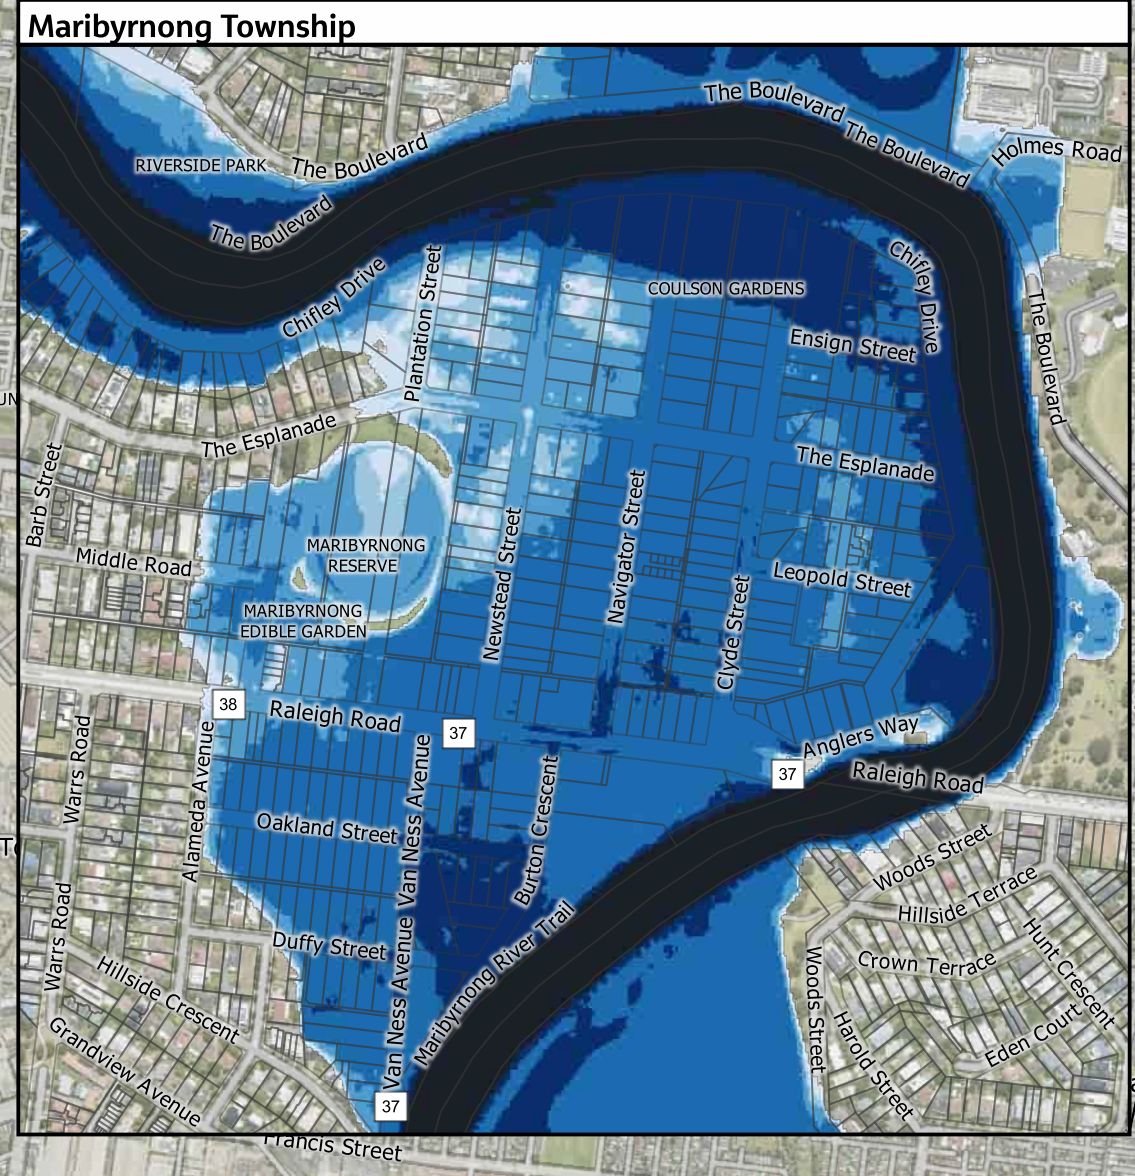 Maribyrnong Township
The Boulevard
The Boulevard
Holmes Road
The Boulevard
RIVERSIDE PARK
The Boulevard
Chifley Drive
Plantation Street
COULSON GARDENS
Chifley Drive
Ensign Street
The Boulevard
The Esplanade
The Esplanade
Barb Street
Middle Road
MARIBYRNONG
RESERVE
MARIBYRNONG
EDIBLE GARDEN
Newstead Street
Navigator Street
Clyde Street
Leopold Street
38
Raleigh Road
37
Anglers Way
37
Raleigh Road
Warrs Road
Alameda Avenue
Oakland Street
Van Ness Avenue
Burton Crescent
Woods Street
Hillside Terrace
Warrs Road
Duffy Street
Van Ness Avenue
Maribyrnong River Trail
Crown Terrace
Hunt Crescent
Hillside Crescent
Woods Street
Harold Street
Eden Court
Grandview Avenue
37
Francis Street